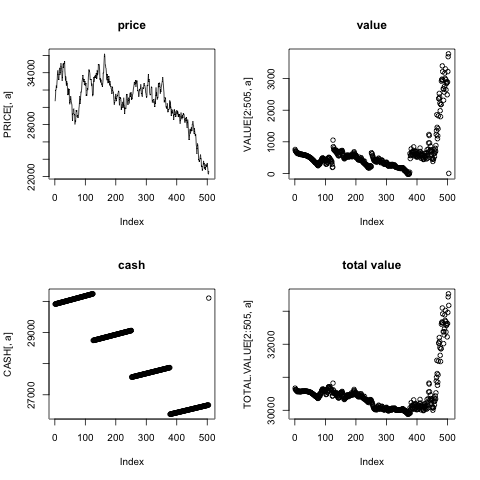 price
PRICE[, a]
22000 28000 34000
0 100 200 300 400 500
Index
value
VALUE[2:505, a]
0 1000 2000 3000
0 100 200 300 400 500
Index
cash
CASH[, a]
27000 29000
0 100 200 300 400 500
Index
total value
TOTAL.VALUE[2:505, a]
30000 32000
0 100 200 300 400 500
Index